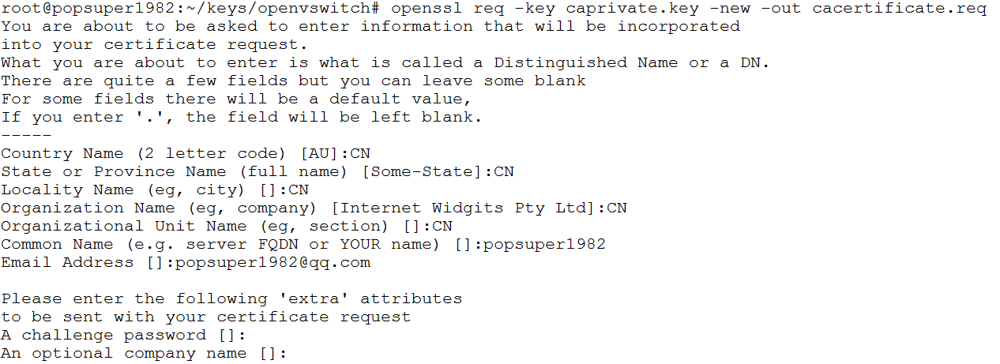 root@popsuper1982:~/keys/openvswitch# openssl req -key caprivate.key -new -out cacertificate.req
You are about to be asked to enter information that will be incorporated
into your certificate request.
What you are about to enter is what is called a Distinguished Name or a DN.
There are quite a few fields but you can leave some blank
For some fields there will be a default value,
If you enter '.', the field will be left blank.
-----
Country Name (2 letter code) [AU]:CN
State or Province Name (full name) [Some-State]:CN
Locality Name (eg, city) []:CN
Organization Name (eg, company) [Internet Widgits Pty Ltd]:CN
Organizational Unit Name (eg, section) []:CN
Common Name (e.g. server FQDN or YOUR name) []:popsuper1982
Email Address []:popsuper1982@qq.com

Please enter the following 'extra' attributes
to be sent with your certificate request
A challenge password []:
An optional company name []: